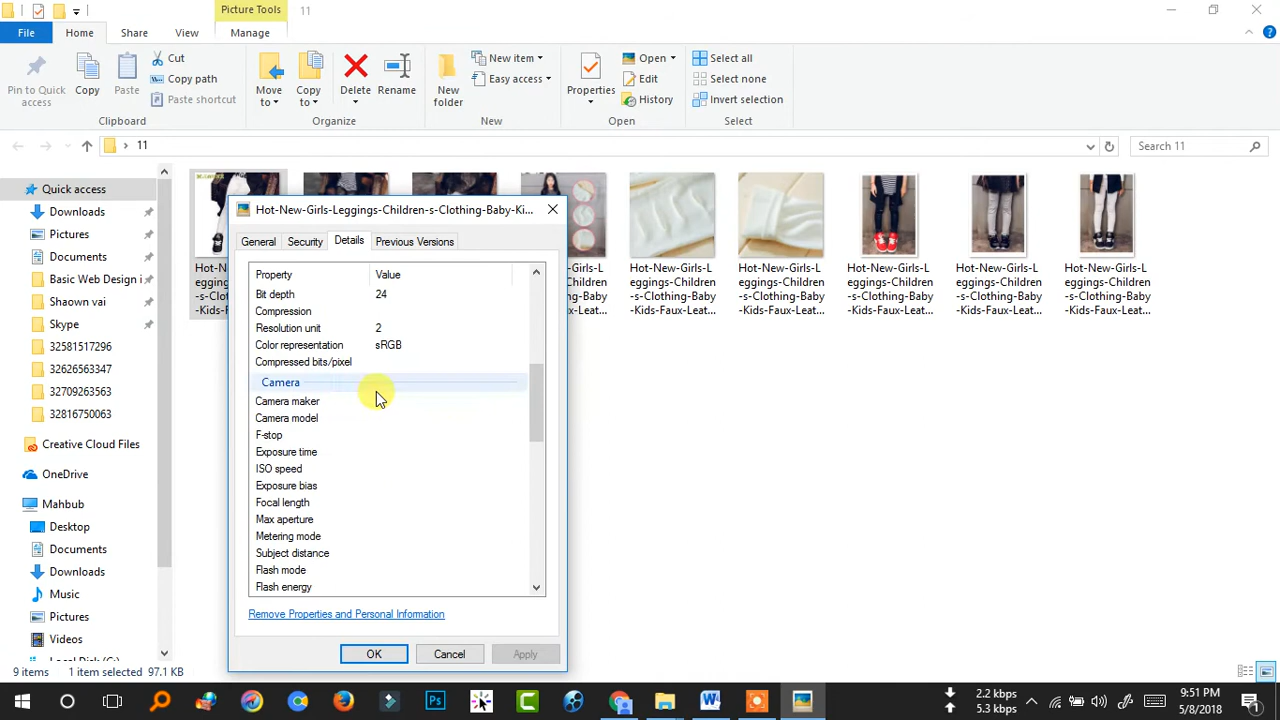 Picture Tools
11
File
Home
Share
View
Manage
Pin to Quick access
Copy
Paste
Cut
Copy path
Paste shortcut
Clipboard
Move to
Copy to
Delete
Rename
Organize
New folder
New item
Easy access
New
Properties
Open
Edit
History
Open
Select all
Select none
Invert selection
Select
11
Search 11
Quick access
Downloads
Pictures
Documents
Basic Web Design i
Shaown vai
Skype
32581517296
32626563347
32709263563
32816750063
Creative Cloud Files
OneDrive
Mahbub
Desktop
Documents
Downloads
Music
Pictures
Videos
Hot-New-Girls-Leggings-Children-s-Clothing-Baby-Ki...
General
Security
Details
Previous Versions
Property
Value
Bit depth
24
Compression
Resolution unit
2
Color representation
sRGB
Compressed bits/pixel
Camera
Camera maker
Camera model
F-stop
Exposure time
ISO speed
Exposure bias
Focal length
Max aperture
Metering mode
Subject distance
Flash mode
Flash energy
Remove Properties and Personal Information
OK
Cancel
Apply
Hot-New-Girls-L
eggings-Children
-s-Clothing-Baby
-Kids-Faux-Leat...
Hot-New-Girls-L
eggings-Children
-s-Clothing-Baby
-Kids-Faux-Leat...
Hot-New-Girls-L
eggings-Children
-s-Clothing-Baby
-Kids-Faux-Leat...
Hot-New-Girls-L
eggings-Children
-s-Clothing-Baby
-Kids-Faux-Leat...
Hot-New-Girls-L
eggings-Children
-s-Clothing-Baby
-Kids-Faux-Leat...
9 items
1 item selected
97.1 KB
2.2 kbps
5.3 kbps
9:51 PM
5/8/2018